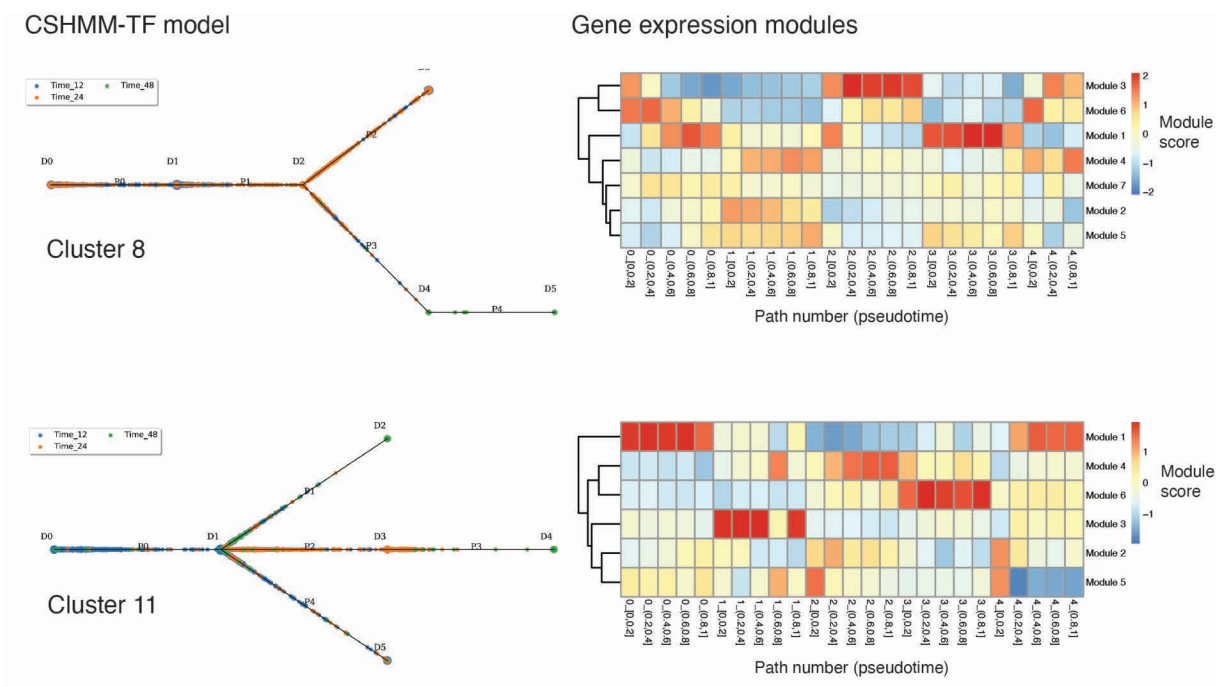 CSHMM-TF model
Gene expression modules
Time_12 Time_48
Time_24
P2
D0 D1 D2
P0 P1
P3
Cluster 8
D4 D5
P4
Module 3
Module 6
Module 1
Module 4
Module 7
Module 2
Module 5
2
1
0
−1
−2
Module
score
0_[0,0.2]
0_(0.2,0.4]
0_(0.4,0.6]
0_(0.6,0.8]
0_(0.8,1]
1_[0,0.2]
1_(0.2,0.4]
1_(0.4,0.6]
1_(0.6,0.8]
1_(0.8,1]
2_[0,0.2]
2_(0.2,0.4]
2_(0.4,0.6]
2_(0.6,0.8]
2_(0.8,1]
3_[0,0.2]
3_(0.2,0.4]
3_(0.4,0.6]
3_(0.6,0.8]
3_(0.8,1]
4_[0,0.2]
4_(0.2,0.4]
4_(0.8,1]
Path number (pseudotime)
Time_12 Time_48
Time_24
D2
P1
D0 D1 D3 D4
P0 P2 P3
Cluster 11
P4
D5
Module 1
Module 4
Module 6
Module 3
Module 2
Module 5
1
0
−1
Module
score
0_[0,0.2]
0_(0.2,0.4]
0_(0.4,0.6]
0_(0.6,0.8]
0_(0.8,1]
1_[0,0.2]
1_(0.2,0.4]
1_(0.4,0.6]
1_(0.6,0.8]
1_(0.8,1]
2_[0,0.2]
2_(0.2,0.4]
2_(0.4,0.6]
2_(0.6,0.8]
2_(0.8,1]
3_[0,0.2]
3_(0.2,0.4]
3_(0.4,0.6]
3_(0.6,0.8]
3_(0.8,1]
4_[0,0.2]
4_(0.2,0.4]
4_(0.4,0.6]
4_(0.6,0.8]
4_(0.8,1]
Path number (pseudotime)